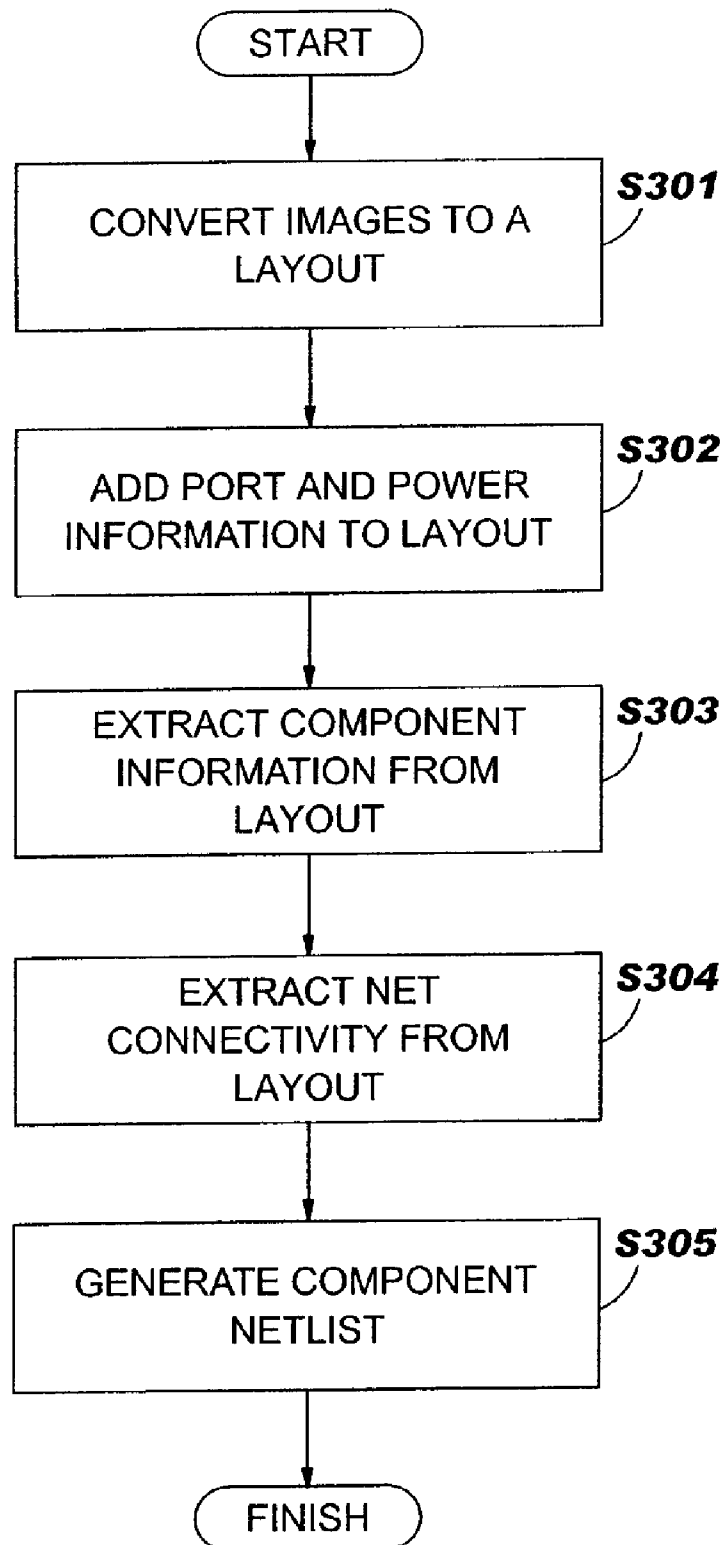 START
S301
CONVERT IMAGES TO A
LAYOUT
S302
ADD PORT AND POWER
INFORMATION TO LAYOUT
S303
EXTRACT COMPONENT
INFORMATION FROM
LAYOUT
S304
EXTRACT NET
CONNECTIVITY FROM
LAYOUT
S305
GENERATE COMPONENT
NETLIST
FINISH